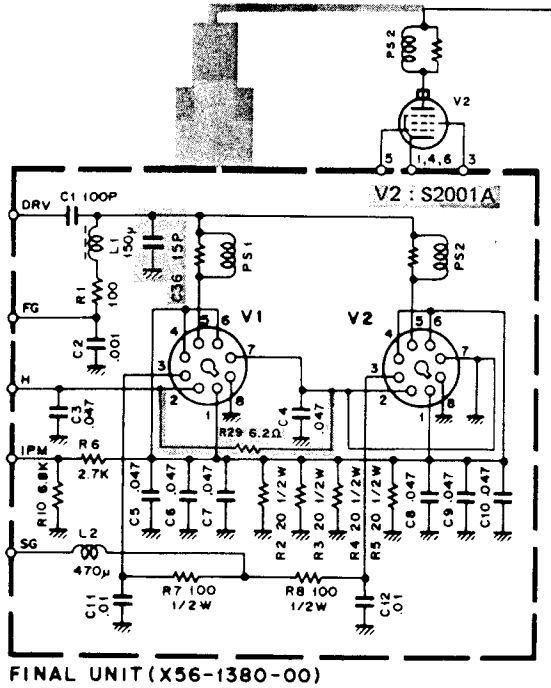 PS2
V2
5 1,4,6 3
V2 : S2001A
DRV
C1 100P
L1
150μ
C36 15P
PS1
PS2
R1
100
FG
C2
.001
V1
V2
4 5 6
3
7
2
1
8
4 5 6
3
7
2
1
8
H
C3
.047
R29 6.2Ω
C4
.047
IPM
R6
2.7K
R10 6.8K
C5 .047
C6 .047
C7 .047
R2 20 1/2W
R3 20 1/2W
R4 20 1/2W
R5 20 1/2W
C8 .047
C9 .047
C10 .047
SG
L2
470μ
C11
.01
R7 100
1/2W
R8 100
1/2W
C12
.01
FINAL UNIT (X56-1380-00)